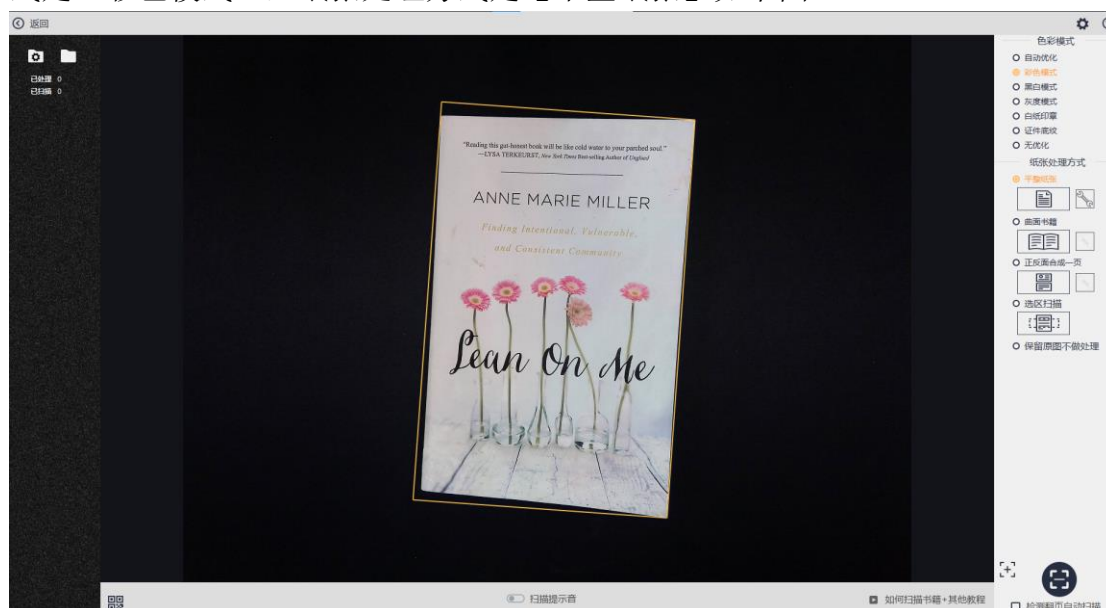 返回
已处理 0
已扫描 0
"Reading this gut-honest book will be like cold water to your parched soul."
—LYSA TERKEURST, New York Times Best-selling Author of Uninvited
ANNE MARIE MILLER
Finding Intentional, Vulnerable,
and Consistent Community
Lean On Me
色彩模式
自动优化
彩色模式
黑白模式
灰度模式
白纸印章
证件底纹
无优化
纸张处理方式
平整纸张
曲面书籍
正反面合成一页
选区扫描
保留原图不做处理
扫描提示音
如何扫描书籍+其他教程
检测翻页自动扫描